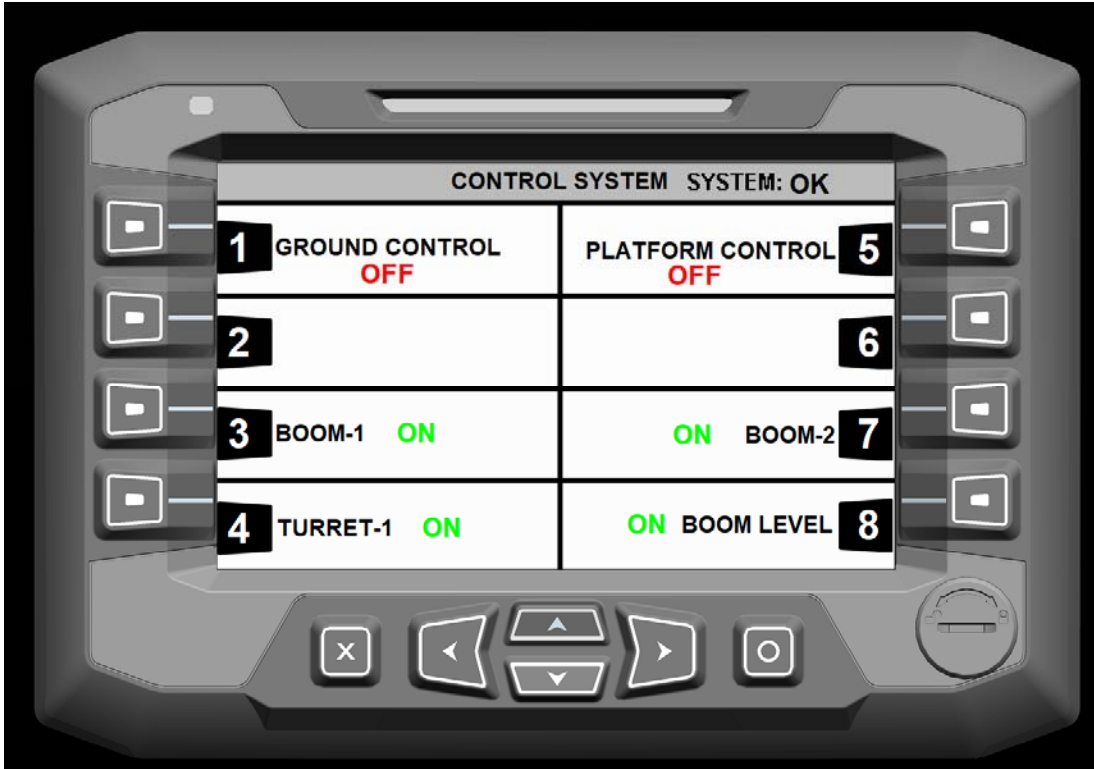 CONTROL SYSTEM SYSTEM: OK
1 GROUND CONTROL
OFF
PLATFORM CONTROL 5
OFF
2
6
3 BOOM-1 ON
ON BOOM-2 7
4 TURRET-1 ON
ON BOOM LEVEL 8
X
O